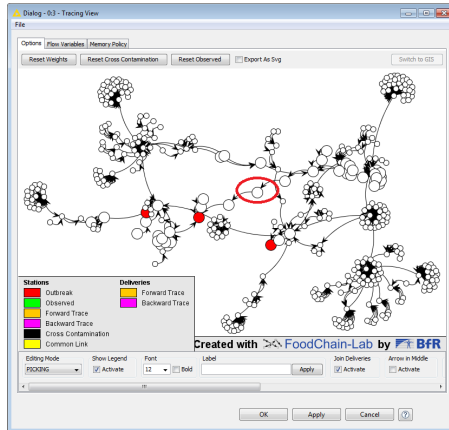 Dialog - 0:3 - Tracing View
File
Options Flow Variables Memory Policy
Reset Weights Reset Cross Contamination Reset Observed Export As Svg Switch to GIS
Stations Deliveries
Outbreak Forward Trace
Observed Backward Trace
Forward Trace
Backward Trace
Cross Contamination
Common Link
Created with FoodChain-Lab by BfR
Editing Mode Show Legend Font Label Join Deliveries Arrow in Middle
PICKING Activate 12 Bold Apply Activate Activate
OK Apply Cancel ?